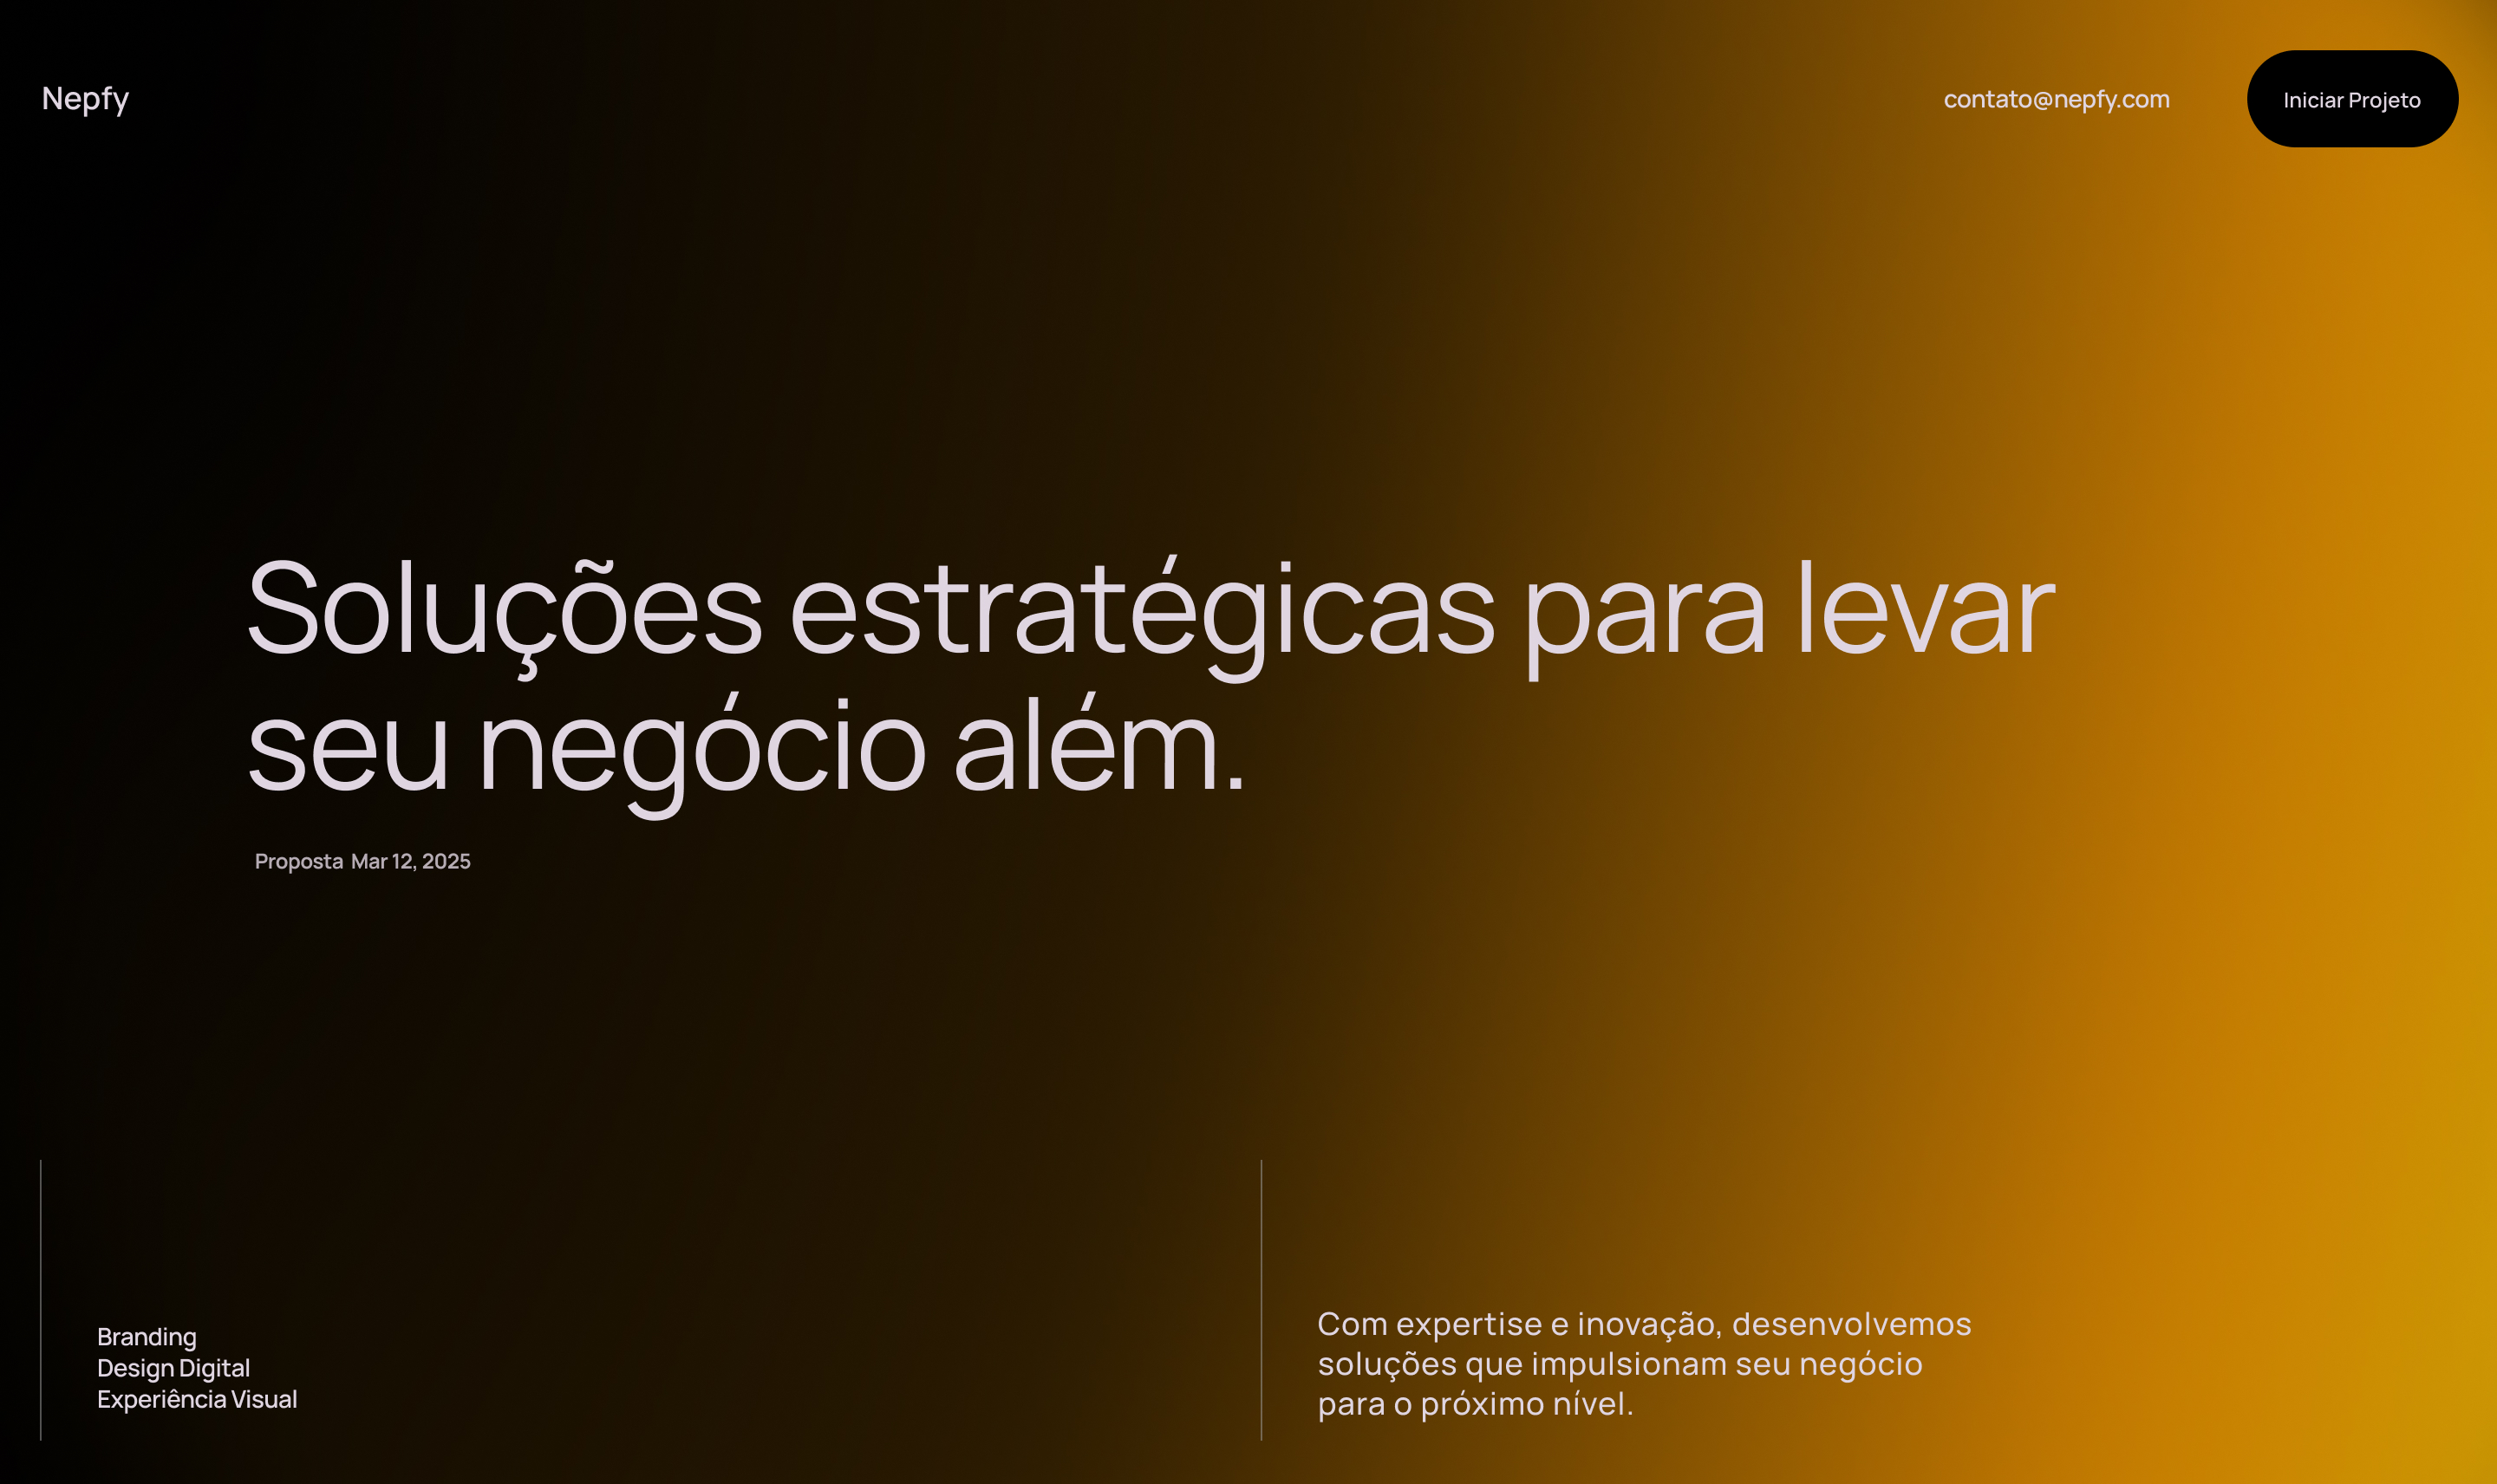 Nepfy
contato@nepfy.com
Iniciar Projeto
Soluções estratégicas para levar
seu negócio além.
Proposta Mar 12, 2025
Branding
Design Digital
Experiência Visual
Com expertise e inovação, desenvolvemos
soluções que impulsionam seu negócio
para o próximo nível.